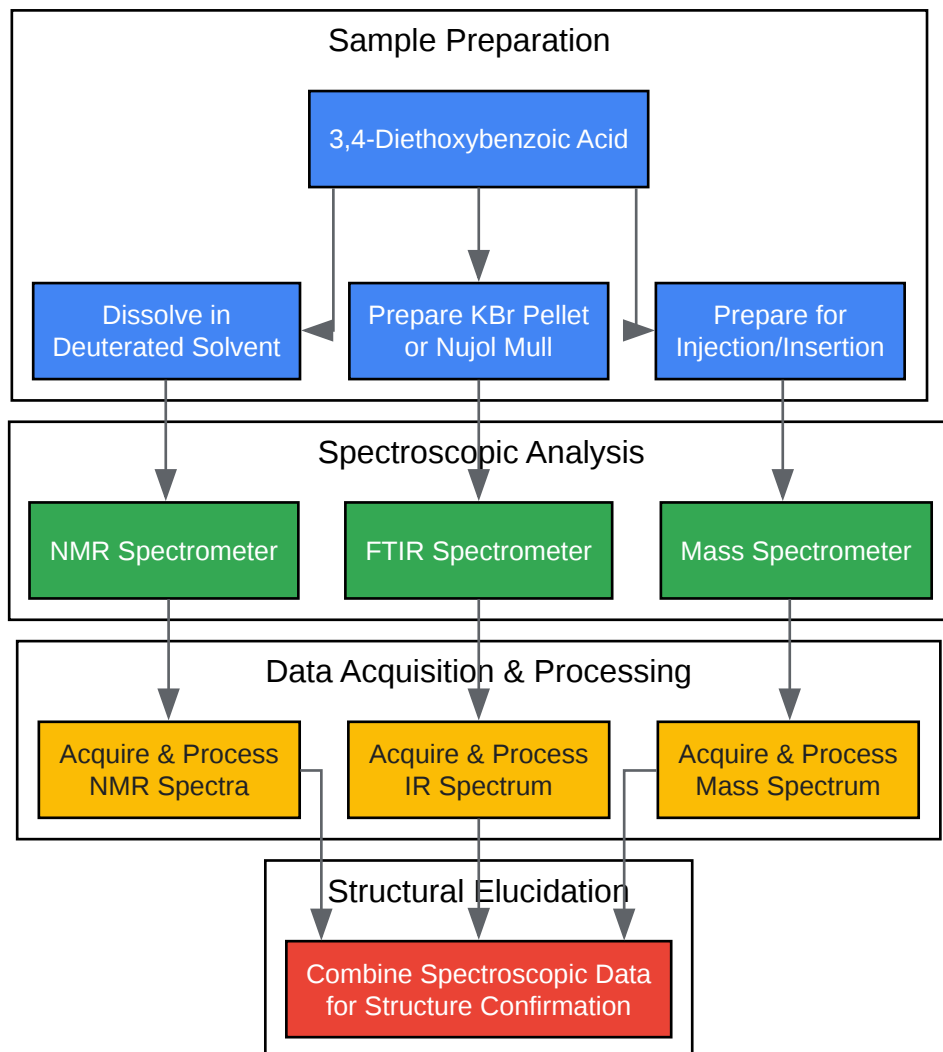 Sample Preparation
3,4-Diethoxybenzoic Acid
Dissolve in
Deuterated Solvent
Prepare KBr Pellet
or Nujol Mull
Prepare for
Injection/Insertion
Spectroscopic Analysis
NMR Spectrometer
FTIR Spectrometer
Mass Spectrometer
Data Acquisition & Processing
Acquire & Process
NMR Spectra
Acquire & Process
IR Spectrum
Acquire & Process
Mass Spectrum
Structural Elucidation
Combine Spectroscopic Data
for Structure Confirmation